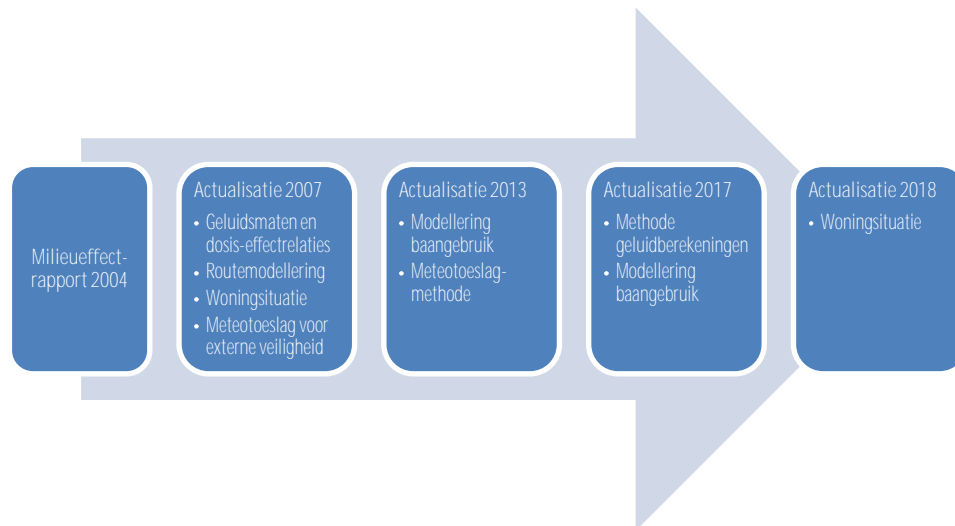 Milieueffect-
rapport 2004
Actualisatie 2007
• Geluidsmaten en
dosis-effectrelaties
• Routemodellering
• Woningsituatie
• Meteotoeslag voor
externe veiligheid
Actualisatie 2013
• Modellering
baangebruik
• Meteotoeslag-
methode
Actualisatie 2017
• Methode
geluidberekeningen
• Modellering
baangebruik
Actualisatie 2018
• Woningsituatie